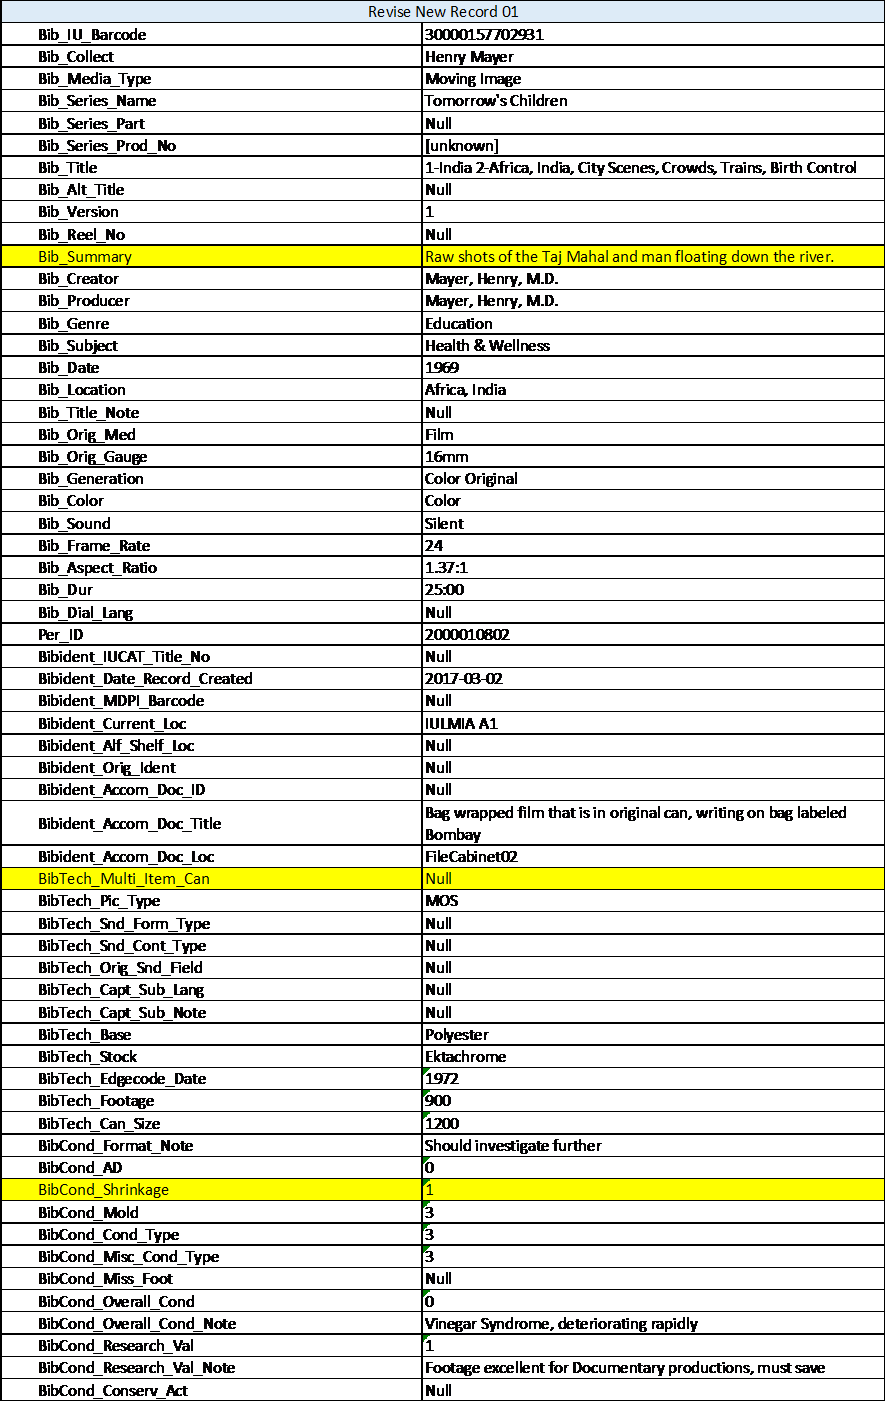 Revise New Record 01
Bib_IU_Barcode 30000157702931
Bib_Collect Henry Mayer
Bib_Media_Type Moving Image
Bib_Series_Name Tomorrow's Children
Bib_Series_Part Null
Bib_Series_Prod_No [unknown]
Bib_Title 1-India 2-Africa, India, City Scenes, Crowds, Trains, Birth Control
Bib_Alt_Title Null
Bib_Version 1
Bib_Reel_No Null
Bib_Summary Raw shots of the Taj Mahal and man floating down the river.
Bib_Creator Mayer, Henry, M.D.
Bib_Producer Mayer, Henry, M.D.
Bib_Genre Education
Bib_Subject Health & Wellness
Bib_Date 1969
Bib_Location Africa, India
Bib_Title_Note Null
Bib_Orig_Med Film
Bib_Orig_Gauge 16mm
Bib_Generation Color Original
Bib_Color Color
Bib_Sound Silent
Bib_Frame_Rate 24
Bib_Aspect_Ratio 1.37:1
Bib_Dur 25:00
Bib_Dial_Lang Null
Per_ID 2000010802
Bibident_IUCAT_Title_No Null
Bibident_Date_Record_Created 2017-03-02
Bibident_MDPI_Barcode Null
Bibident_Current_Loc IULMIA A1
Bibident_Alf_Shelf_Loc Null
Bibident_Orig_Ident Null
Bibident_Accom_Doc_ID Null
Bibident_Accom_Doc_Title Bag wrapped film that is in original can, writing on bag labeled
Bombay
Bibident_Accom_Doc_Loc FileCabinet02
BibTech_Multi_Item_Can Null
BibTech_Pic_Type MOS
BibTech_Snd_Form_Type Null
BibTech_Snd_Cont_Type Null
BibTech_Orig_Snd_Field Null
BibTech_Capt_Sub_Lang Null
BibTech_Capt_Sub_Note Null
BibTech_Base Polyester
BibTech_Stock Ektachrome
BibTech_Edgecode_Date 1972
BibTech_Footage 900
BibTech_Can_Size 1200
BibCond_Format_Note Should investigate further
BibCond_AD 0
BibCond_Shrinkage 1
BibCond_Mold 3
BibCond_Cond_Type 3
BibCond_Misc_Cond_Type 3
BibCond_Miss_Foot Null
BibCond_Overall_Cond 0
BibCond_Overall_Cond_Note Vinegar Syndrome, deteriorating rapidly
BibCond_Research_Val 1
BibCond_Research_Val_Note Footage excellent for Documentary productions, must save
BibCond_Conserv_Act Null